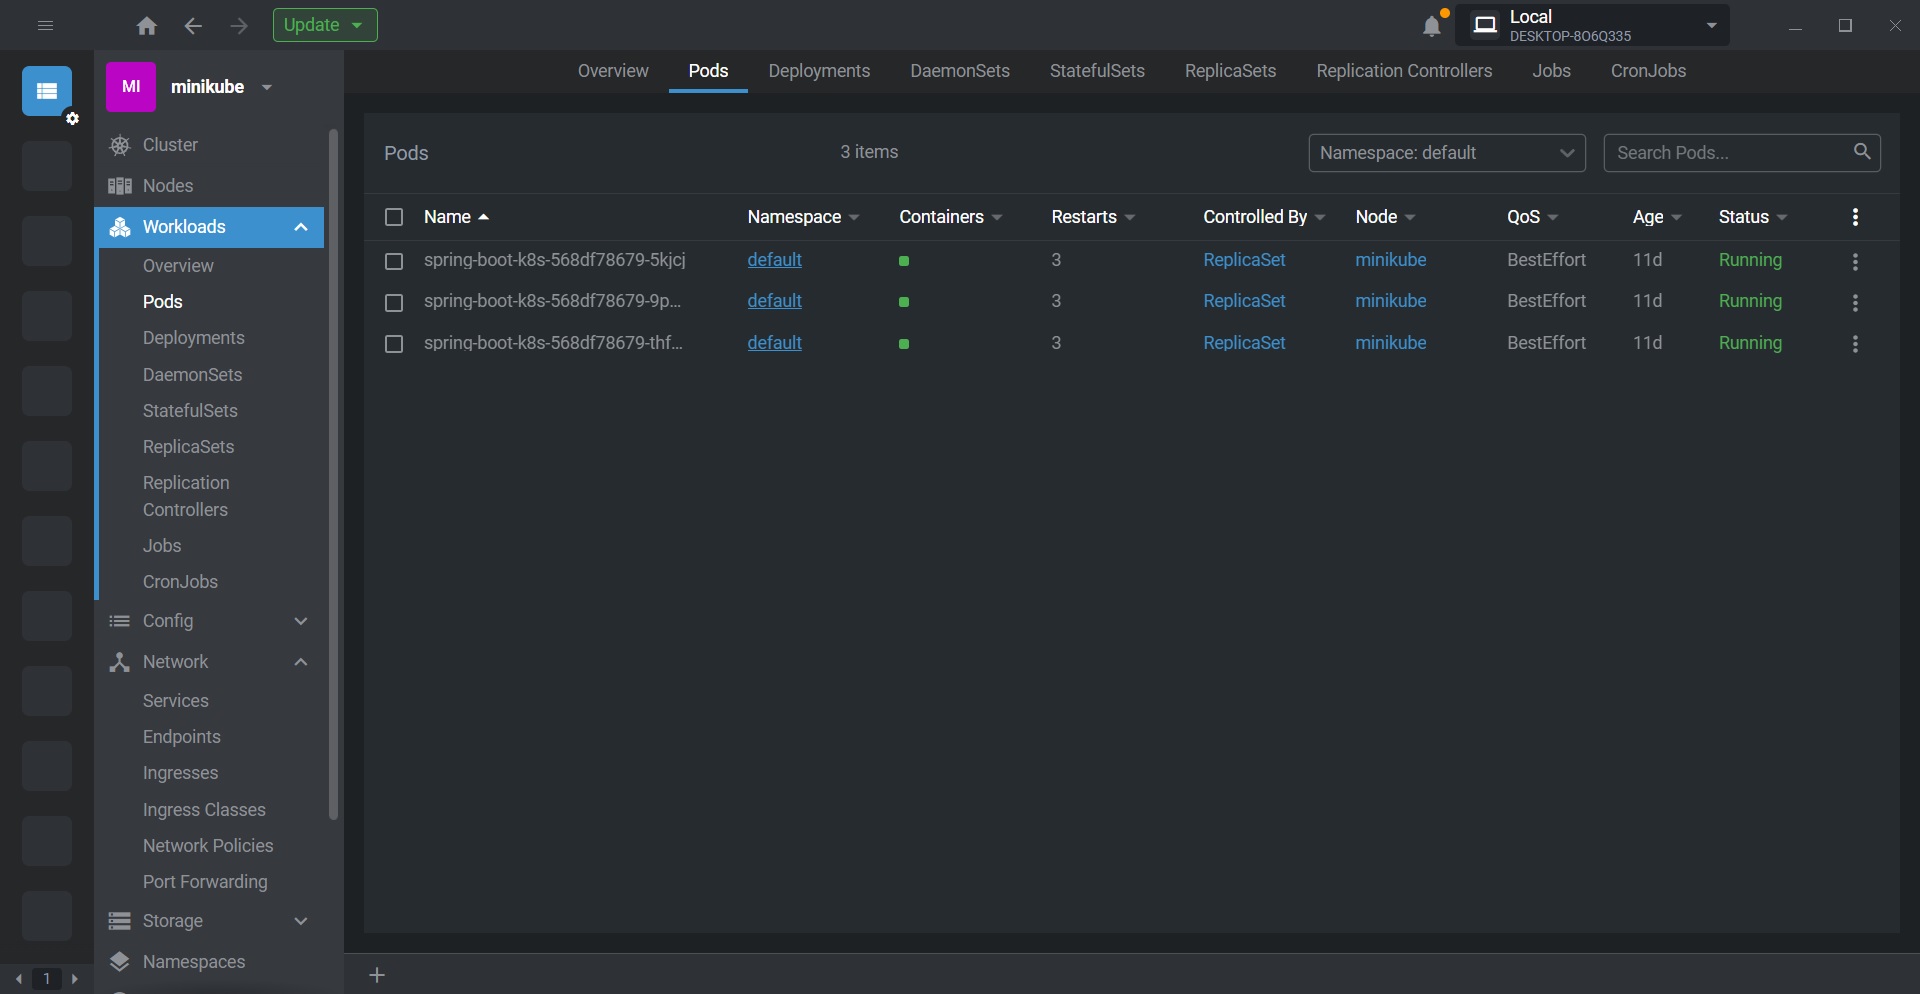 Update
Local
DESKTOP-8O6Q335
MI
minikube
Overview Pods Deployments DaemonSets StatefulSets ReplicaSets Replication Controllers Jobs CronJobs
Cluster
Nodes
Workloads
Overview
Pods
Deployments
DaemonSets
StatefulSets
ReplicaSets
Replication
Controllers
Jobs
CronJobs
Config
Network
Services
Endpoints
Ingresses
Ingress Classes
Network Policies
Port Forwarding
Storage
Namespaces
1
Pods 3 items Namespace: default Search Pods...
Name Namespace Containers Restarts Controlled By Node QoS Age Status
spring-boot-k8s-568df78679-5kjcj default 3 ReplicaSet minikube BestEffort 11d Running
spring-boot-k8s-568df78679-9p... default 3 ReplicaSet minikube BestEffort 11d Running
spring-boot-k8s-568df78679-thf... default 3 ReplicaSet minikube BestEffort 11d Running